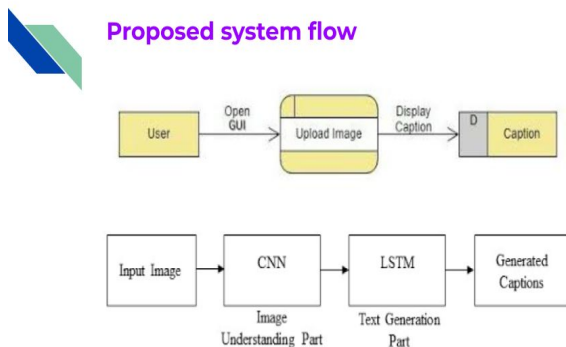 Proposed system flow
User
Open
GUI
Upload Image
Display
Caption
D
Caption
Input Image
CNN
LSTM
Generated
Captions
Image
Understanding Part
Text Generation
Part